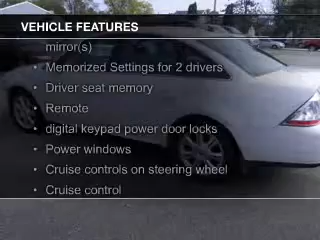 VEHICLE FEATURES
mirror(s)
• Memorized Settings for 2 drivers
• Driver seat memory
• Remote
• digital keypad power door locks
• Power windows
• Cruise controls on steering wheel
• Cruise control